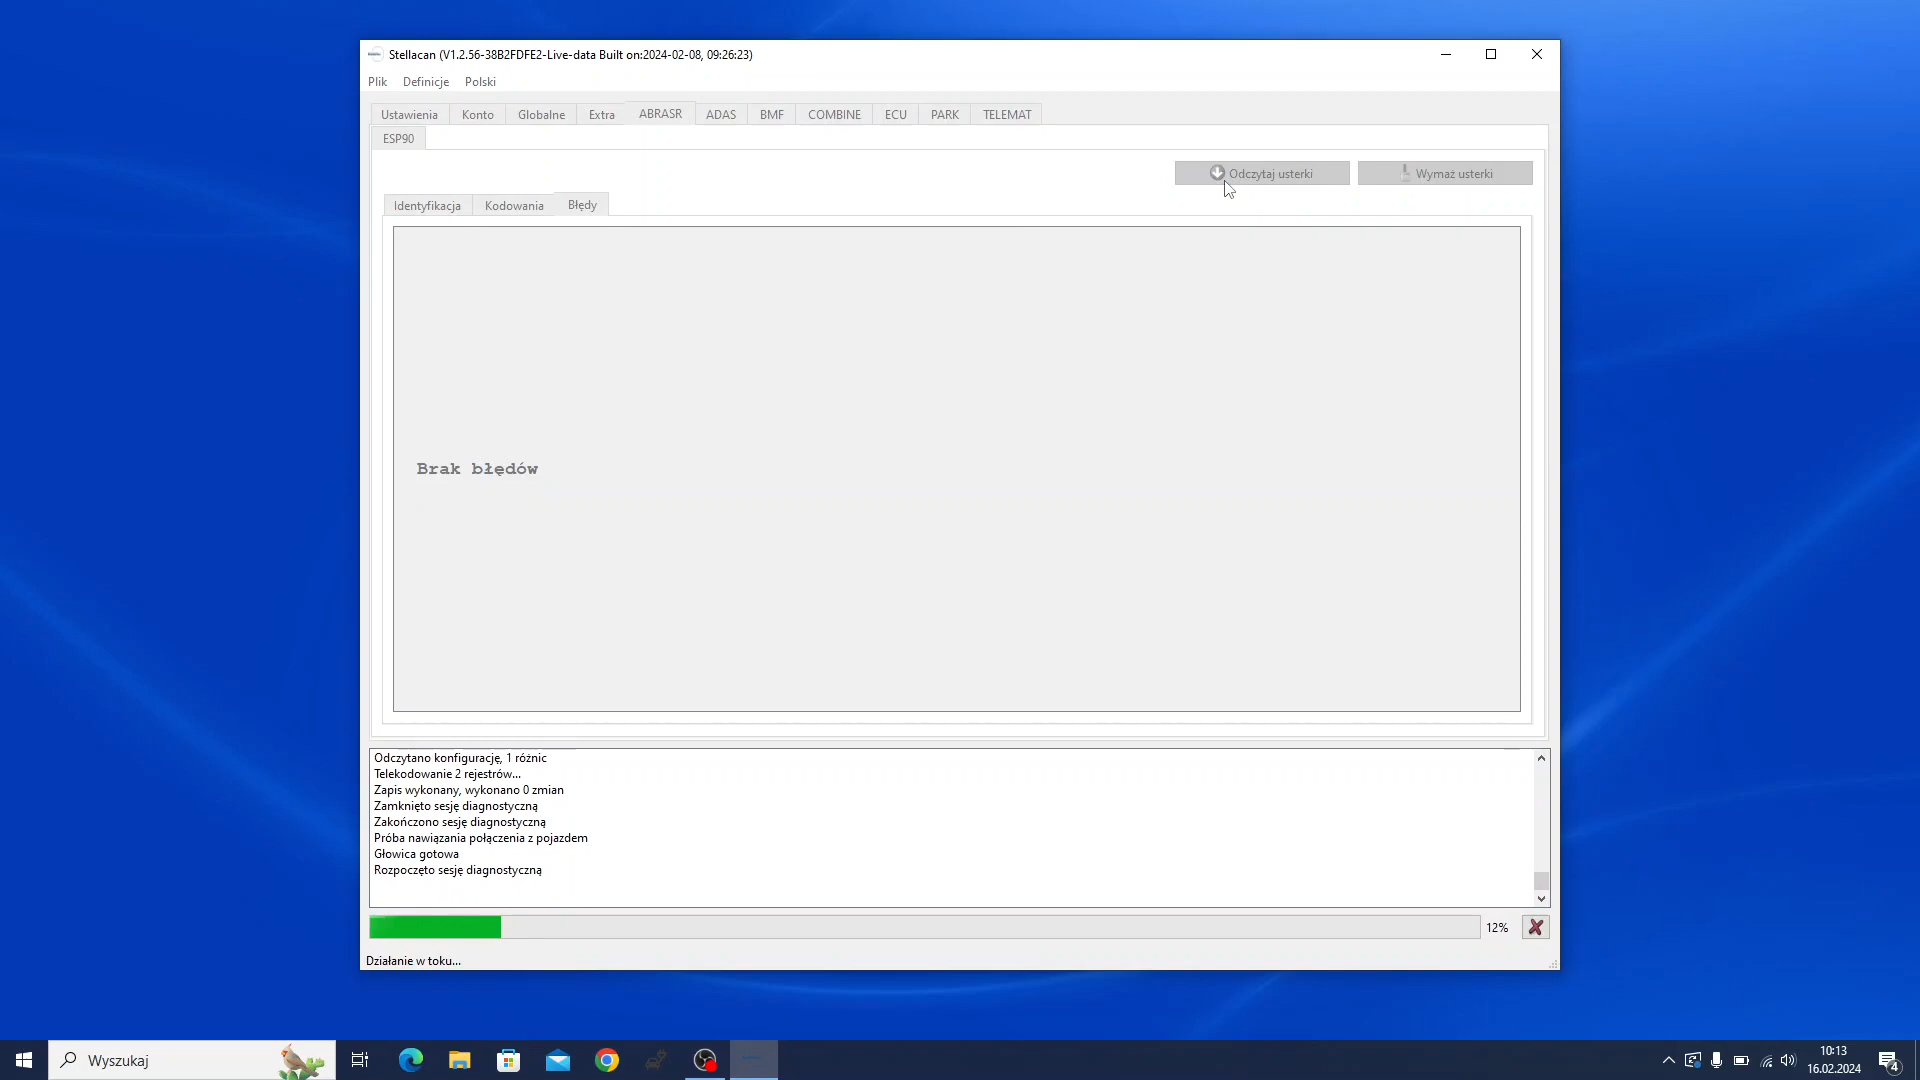 Stellacan (V1.2.56-38B2FDFE2-Live-data Built on:2024-02-08, 09:26:23)
Plik Definicje Polski
Ustawienia Konto Globalne Extra ABRASR ADAS BMF COMBINE ECU PARK TELEMAT
ESP90
Odczytaj usterki Wymaż usterki
Identyfikacja Kodowania Błędy
Brak błędów
Odczytano konfigurację, 1 różnic
Telekodowanie 2 rejestrów...
Zapis wykonany, wykonano 0 zmian
Zamknięto sesję diagnostyczną
Zakończono sesję diagnostyczną
Próba nawiązania połączenia z pojazdem
Głowica gotowa
Rozpoczęto sesję diagnostyczną
12%
Działanie w toku...
Wyszukaj
10:13
16.02.2024
4